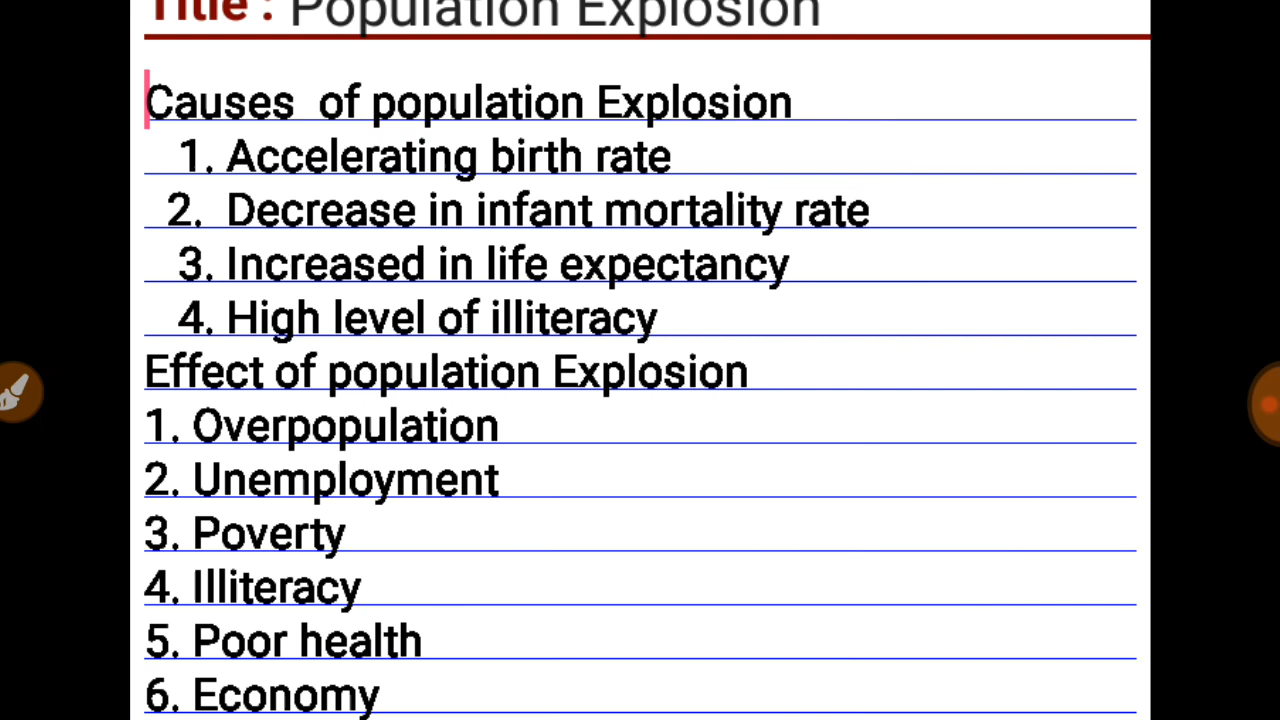 Title : Population Explosion
Causes of population Explosion
1. Accelerating birth rate
2. Decrease in infant mortality rate
3. Increased in life expectancy
4. High level of illiteracy
Effect of population Explosion
1. Overpopulation
2. Unemployment
3. Poverty
4. Illiteracy
5. Poor health
6. Economy